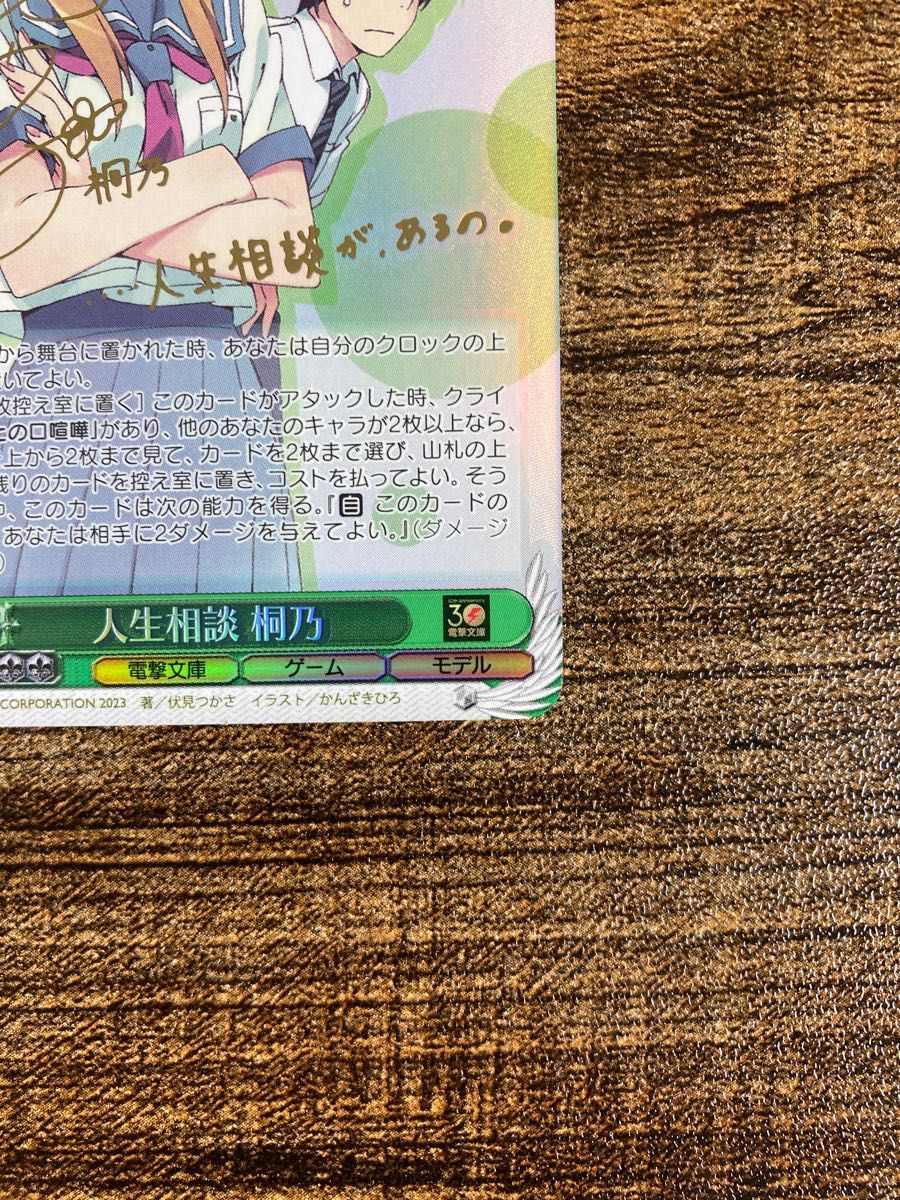 桐乃
…人生相談が、あるの。
から舞台に置かれた時、あなたは自分のクロックの上
いてよい。
控え室に置く］このカードがアタックした時、クライ
の口喧嘩」があり、他のあなたのキャラが2枚以上なら、
上から2枚まで見て、カードを2枚まで選び、山札の上
りのカードを控え室に置き、コストを払ってよい。そう
、このカードは次の能力を得る。『自 このカードの
あなたは相手に2ダメージを与えてよい。』（ダメージ
）
人生相談 桐乃
30
電撃文庫
電撃文庫 ゲーム モデル
CORPORATION 2023 著／伏見つかさ イラスト／かんざきひろ